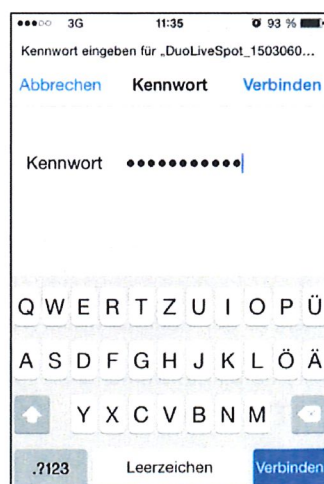 ●●●○○ 3G 11:35 93 %
Kennwort eingeben für „DuoLiveSpot_1503060...
Abbrechen Kennwort Verbinden
Kennwort ●●●●●●●●●●●
Q W E R T Z U I O P Ü
A S D F G H J K L Ö Ä
Y X C V B N M
.?123 Leerzeichen Verbinden